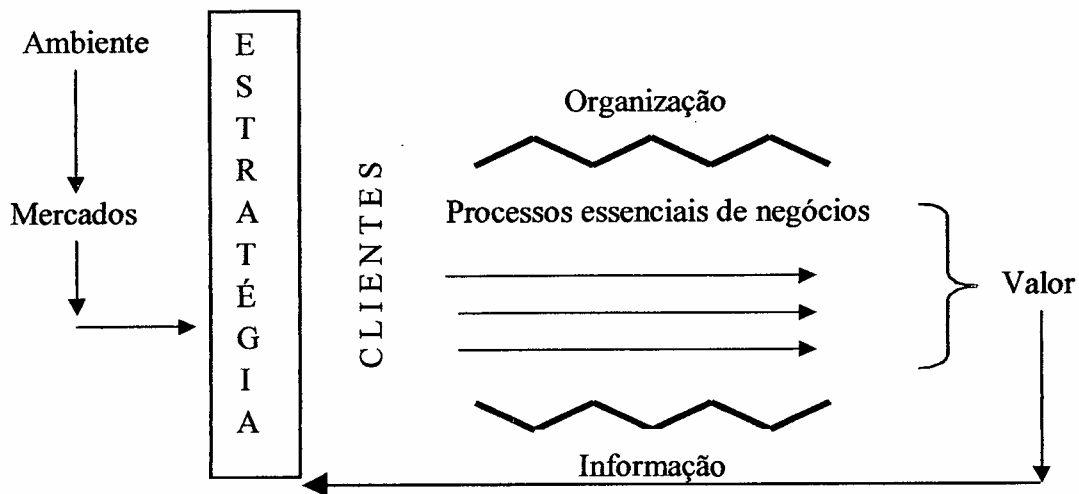 Ambiente
Mercados
ESTRATÉGIA
CLIENTES
Organização
Processos essenciais de negócios
Valor
Informação